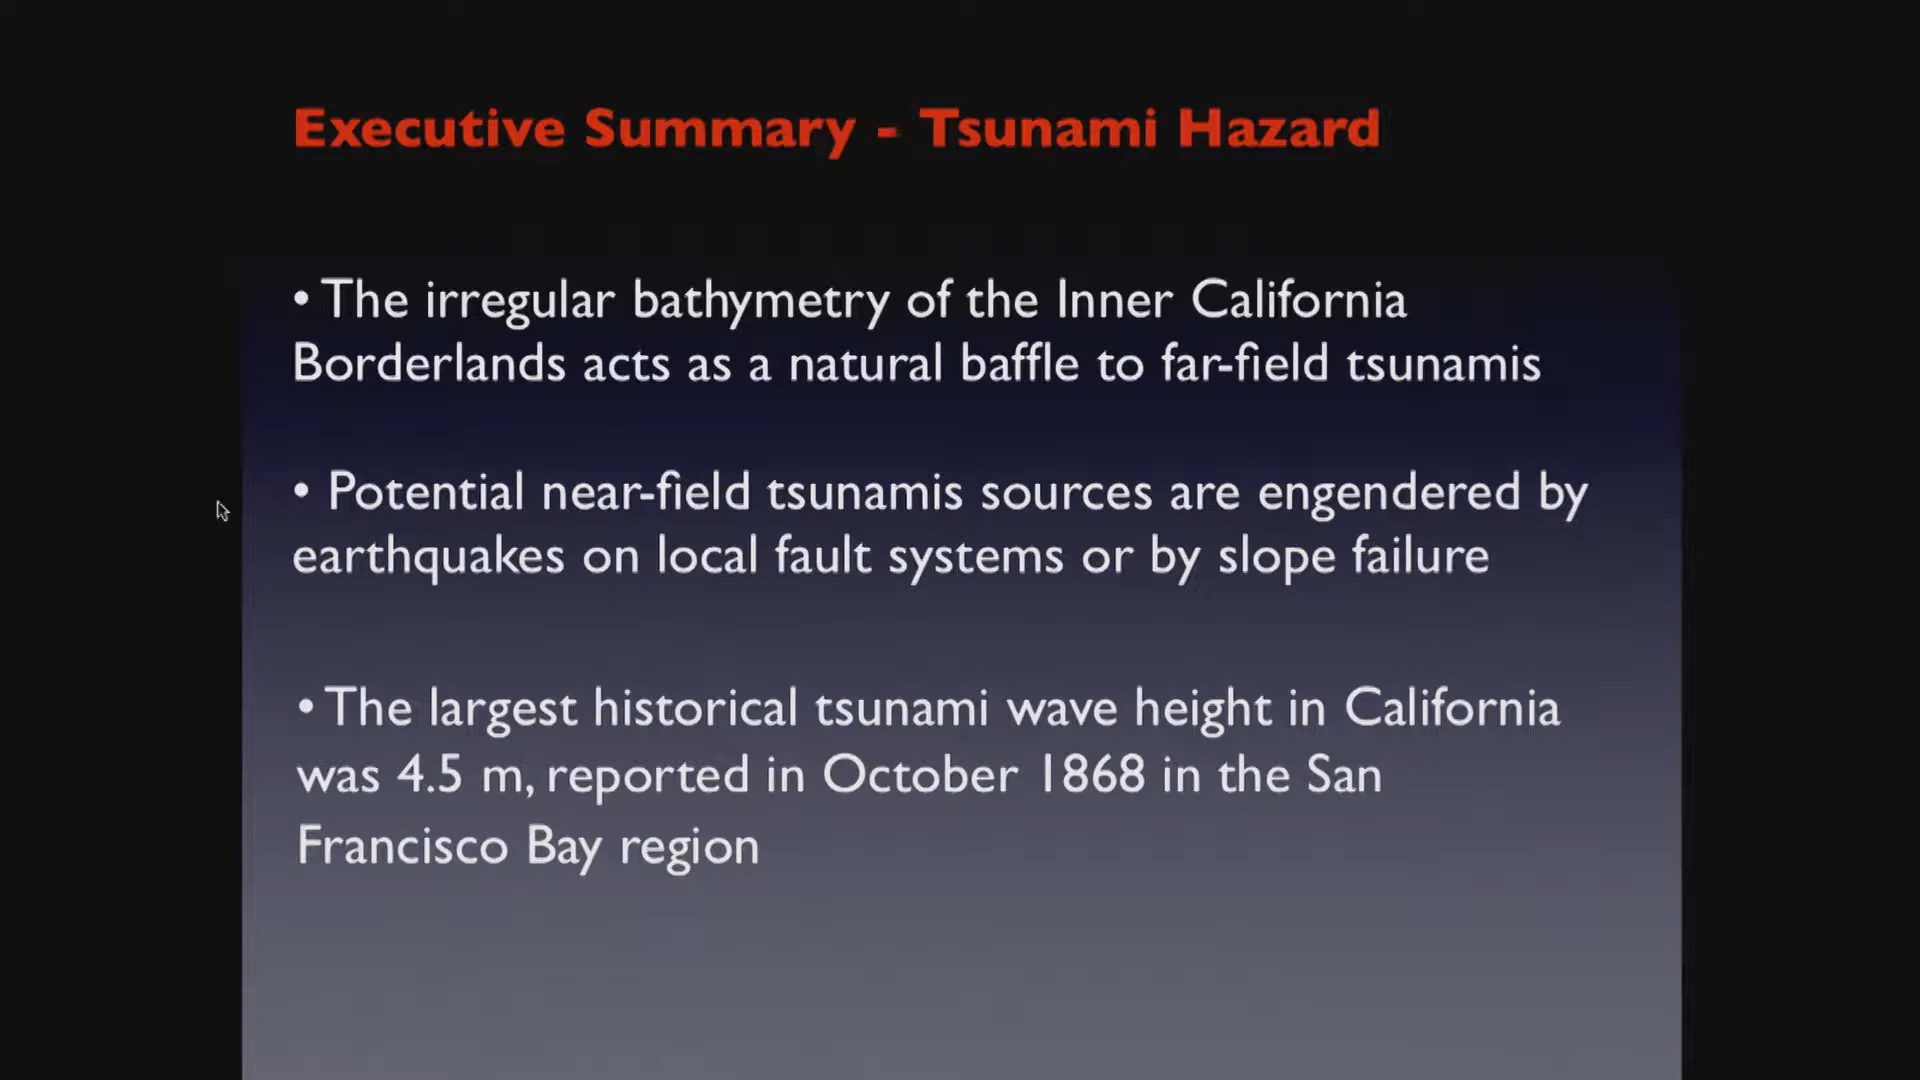 Executive Summary - Tsunami Hazard
• The irregular bathymetry of the Inner California
Borderlands acts as a natural baffle to far-field tsunamis
• Potential near-field tsunamis sources are engendered by
earthquakes on local fault systems or by slope failure
• The largest historical tsunami wave height in California
was 4.5 m, reported in October 1868 in the San
Francisco Bay region